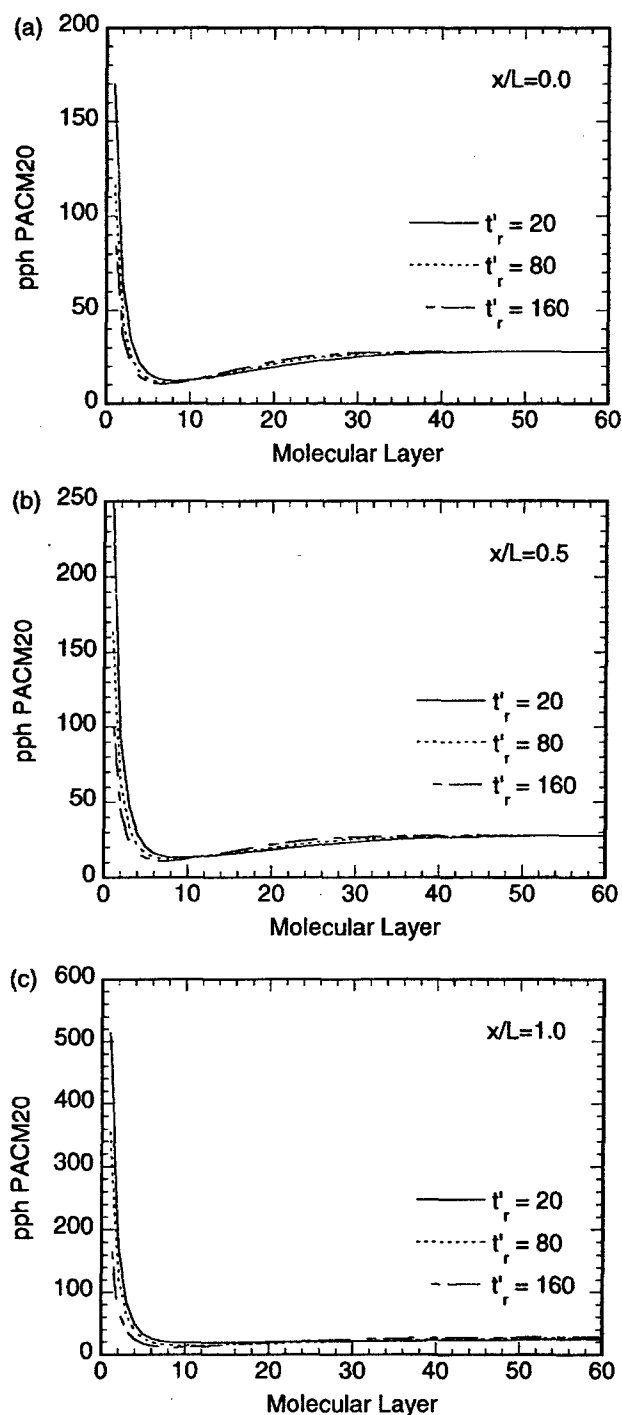 (a)
200
150
100
50
0
pph PACM20
x/L=0.0
t'r = 20
t'r = 80
t'r = 160
0 10 20 30 40 50 60
Molecular Layer
(b)
250
200
150
100
50
0
pph PACM20
x/L=0.5
t'r = 20
t'r = 80
t'r = 160
0 10 20 30 40 50 60
Molecular Layer
(c)
600
500
400
300
200
100
0
pph PACM20
x/L=1.0
t'r = 20
t'r = 80
t'r = 160
0 10 20 30 40 50 60
Molecular Layer